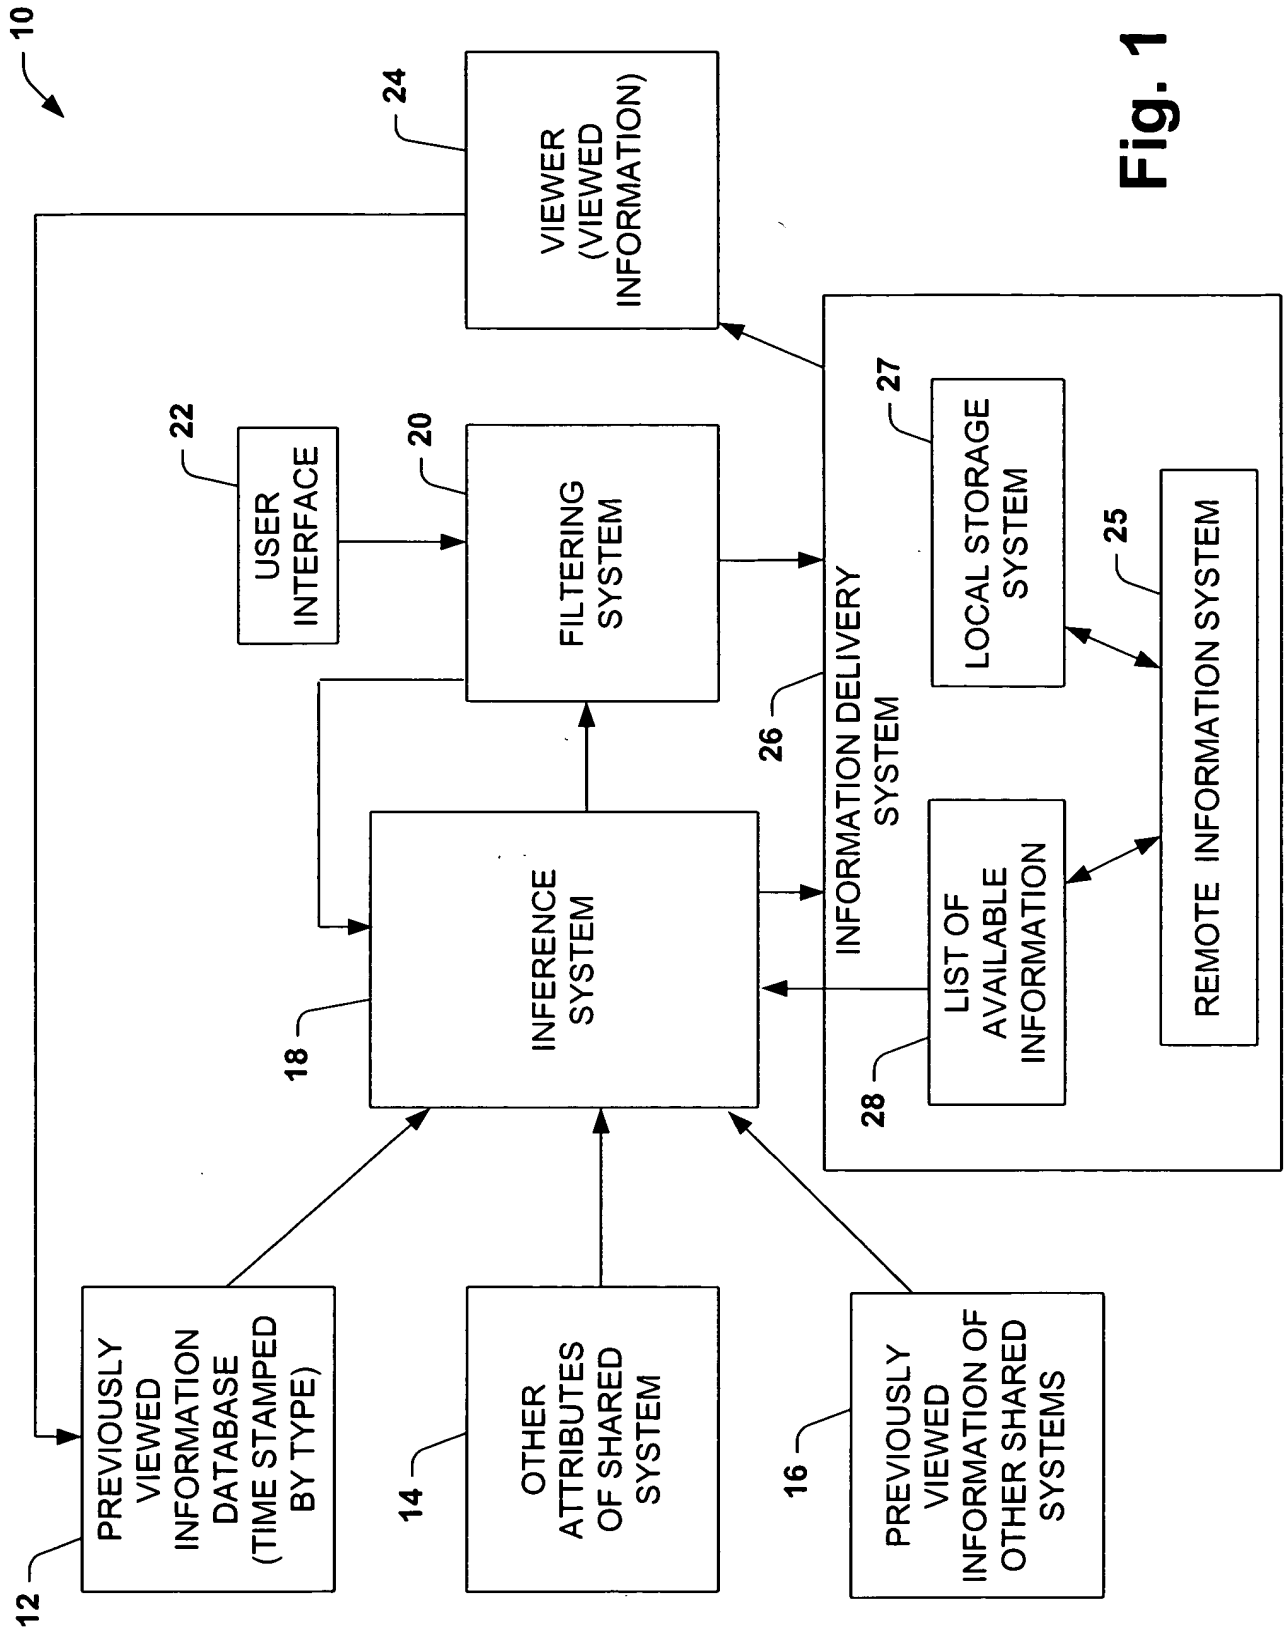 10
12
PREVIOUSLY
VIEWED
INFORMATION
DATABASE
(TIME STAMPED
BY TYPE)
14
OTHER
ATTRIBUTES
OF SHARED
SYSTEM
16
PREVIOUSLY
VIEWED
INFORMATION OF
OTHER SHARED
SYSTEMS
18
INFERENCE
SYSTEM
22
USER
INTERFACE
20
FILTERING
SYSTEM
24
VIEWER
(VIEWED
INFORMATION)
26
INFORMATION DELIVERY
SYSTEM
28
LIST OF
AVAILABLE
INFORMATION
27
LOCAL STORAGE
SYSTEM
25
REMOTE INFORMATION SYSTEM
Fig. 1